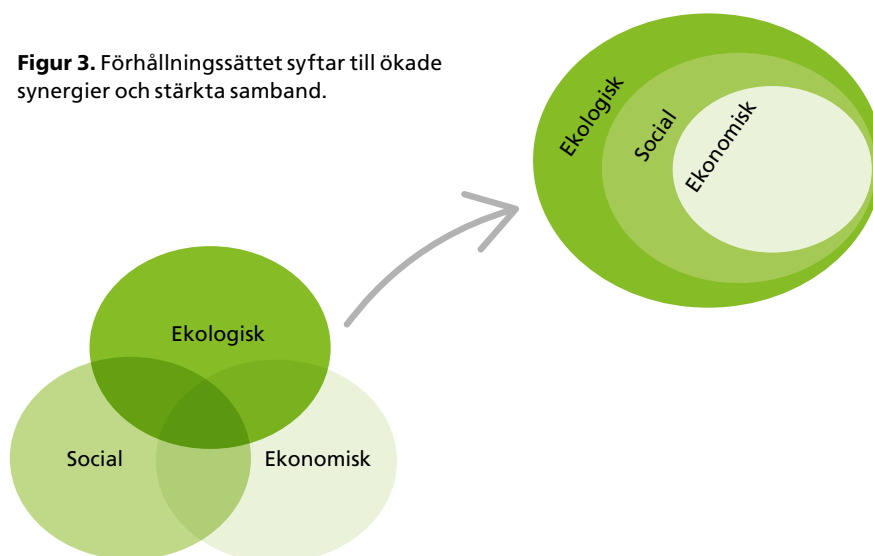 Figur 3. Förhållningssättet syftar till ökade
synergier och stärkta samband.
Ekologisk
Social
Ekonomisk
Ekologisk
Social
Ekonomisk